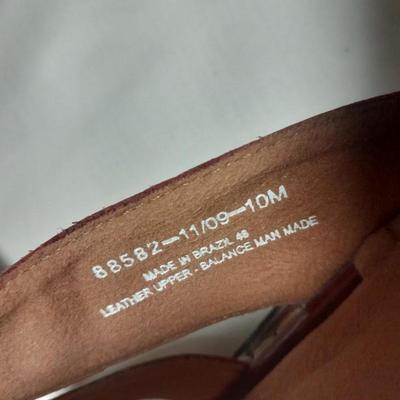 88582-11/09-10M
MADE IN BRAZIL 48
LEATHER UPPER - BALANCE MAN MADE